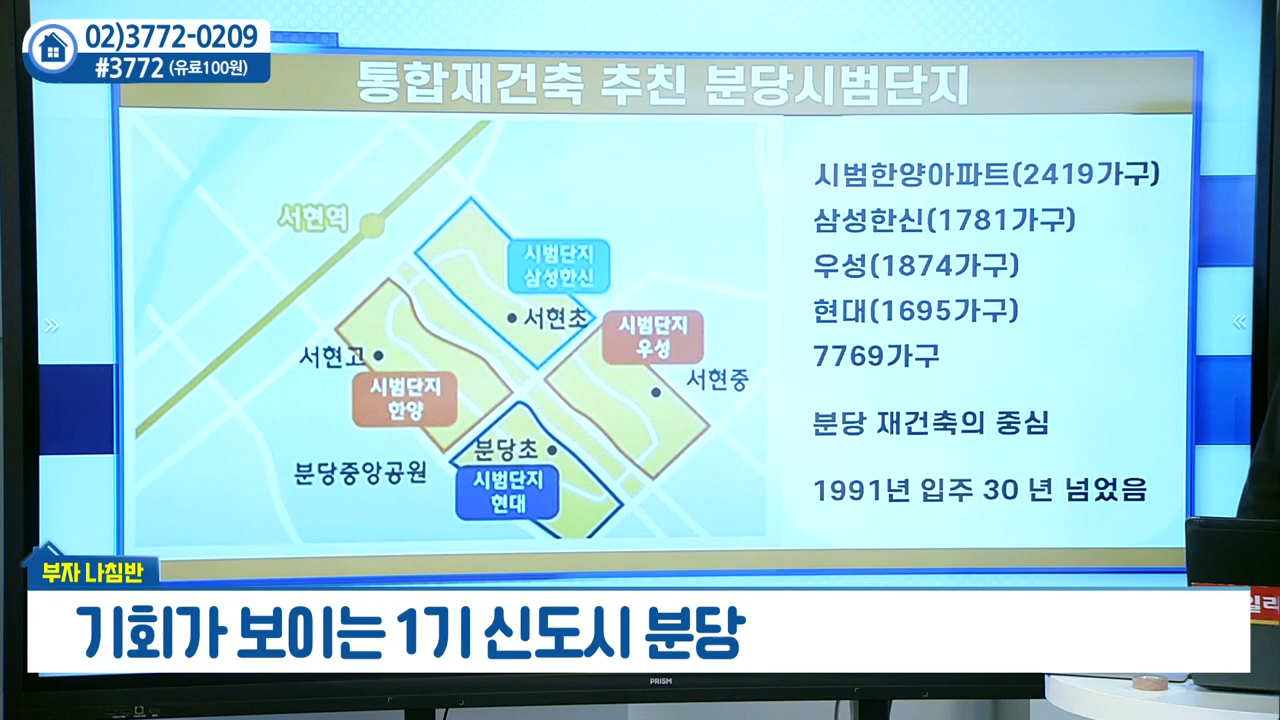 02)3772-0209
#3772 (유료100원)
통합재건축 추친 분당시범단지
서현역
시범단지
삼성한신
서현초
시범단지
우성
서현고
서현중
시범단지
한양
분당초
분당중앙공원
시범단지
현대
시범한양아파트(2419가구)
삼성한신(1781가구)
우성(1874가구)
현대(1695가구)
7769가구
분당 재건축의 중심
1991년 입주 30 년 넘었음
부자 나침반
기회가 보이는 1기 신도시 분당
PRISM